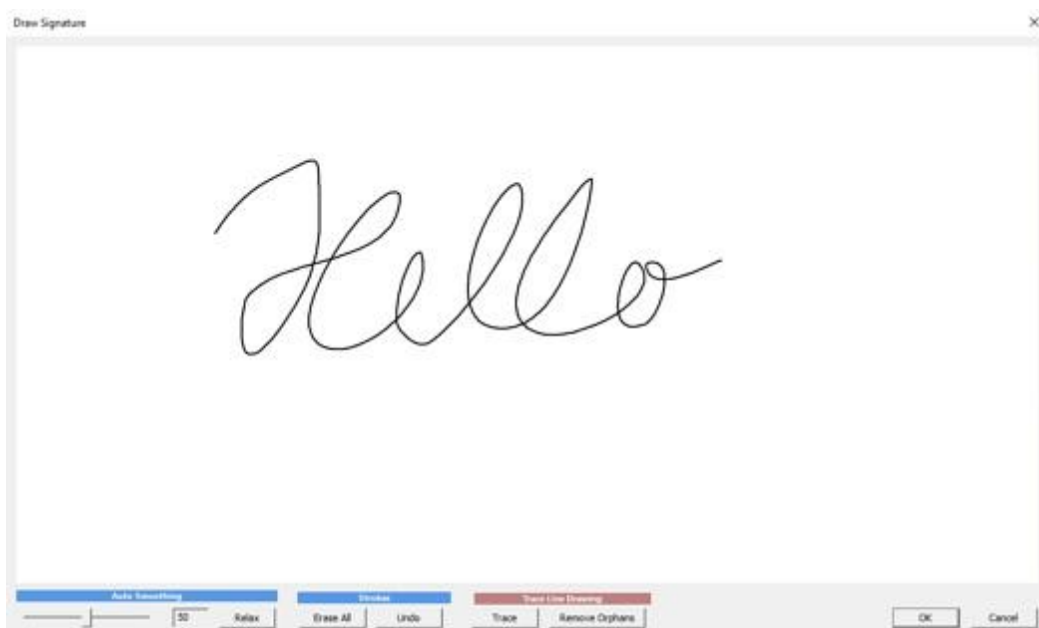 Draw Signature
Hello
Auto Smoothing Strokes Trace Line Drawing
50 Relax Erase All Undo Trace Remove Orphans OK Cancel